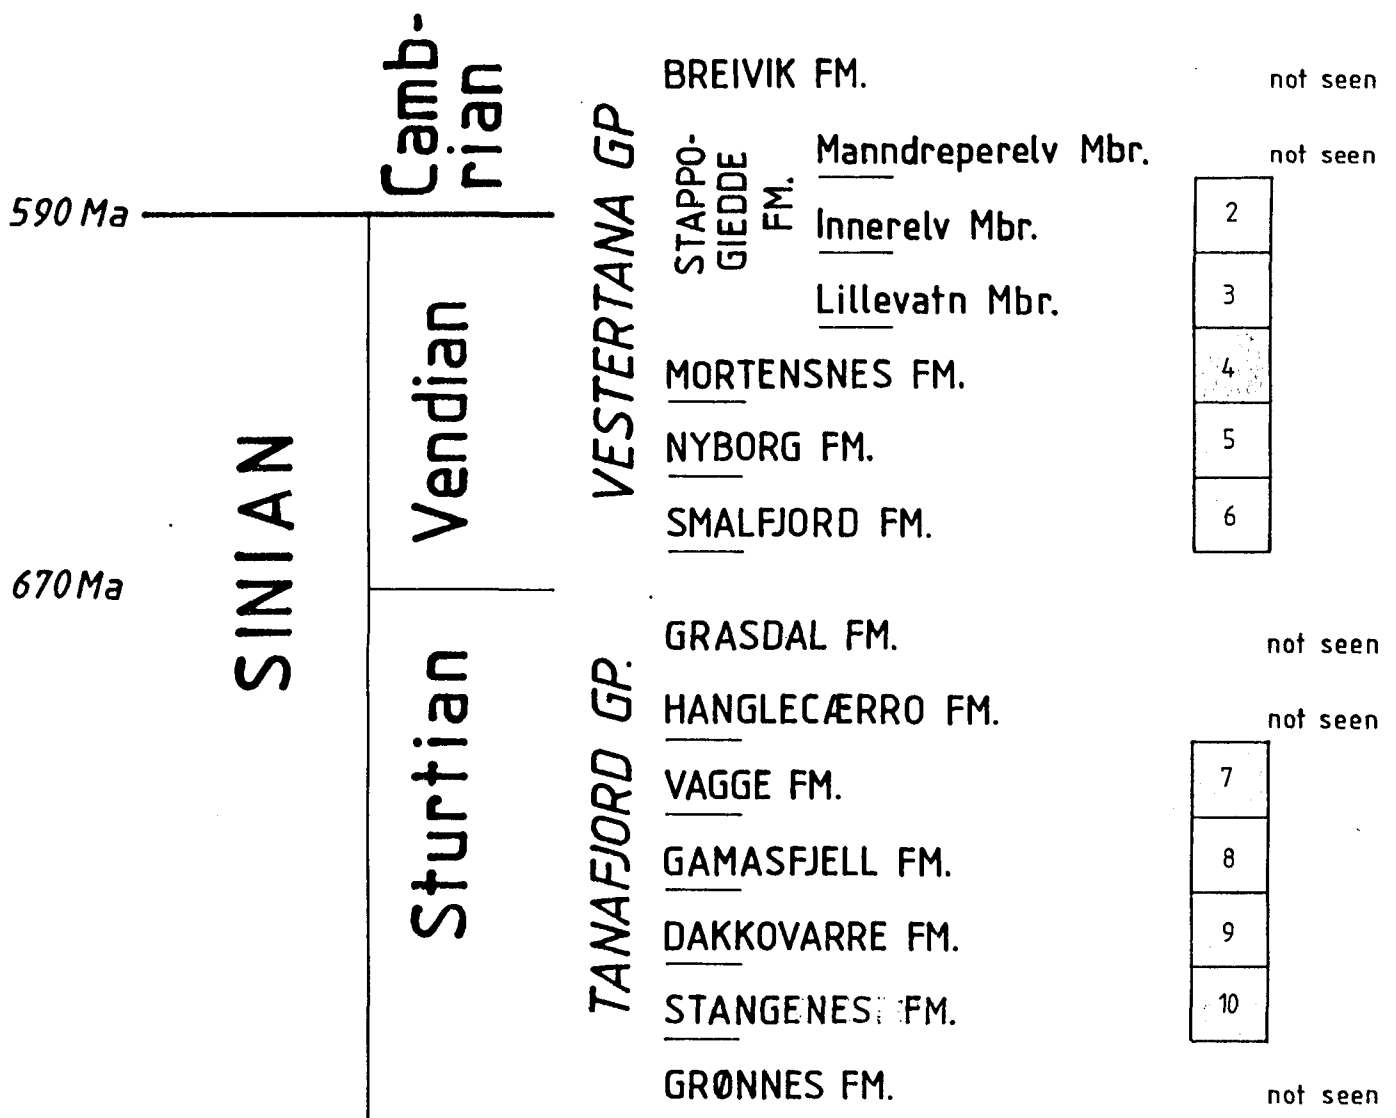 Camb-
rian
BREIVIK FM.
not seen
VESTERTANA GP
STAPPO-
GIEDDE
FM.
Manndreperelv Mbr.
not seen
590 Ma
Innerelv Mbr.
2
Lillevatn Mbr.
3
Vendian
MORTENSNES FM.
4
NYBORG FM.
5
SMALFJORD FM.
6
SINIAN
670 Ma
Sturtian
TANAFJORD GP.
GRASDAL FM.
not seen
HANGLECÆRRO FM.
not seen
VAGGE FM.
7
GAMASFJELL FM.
8
DAKKOVARRE FM.
9
STANGENES FM.
10
GRØNNES FM.
not seen